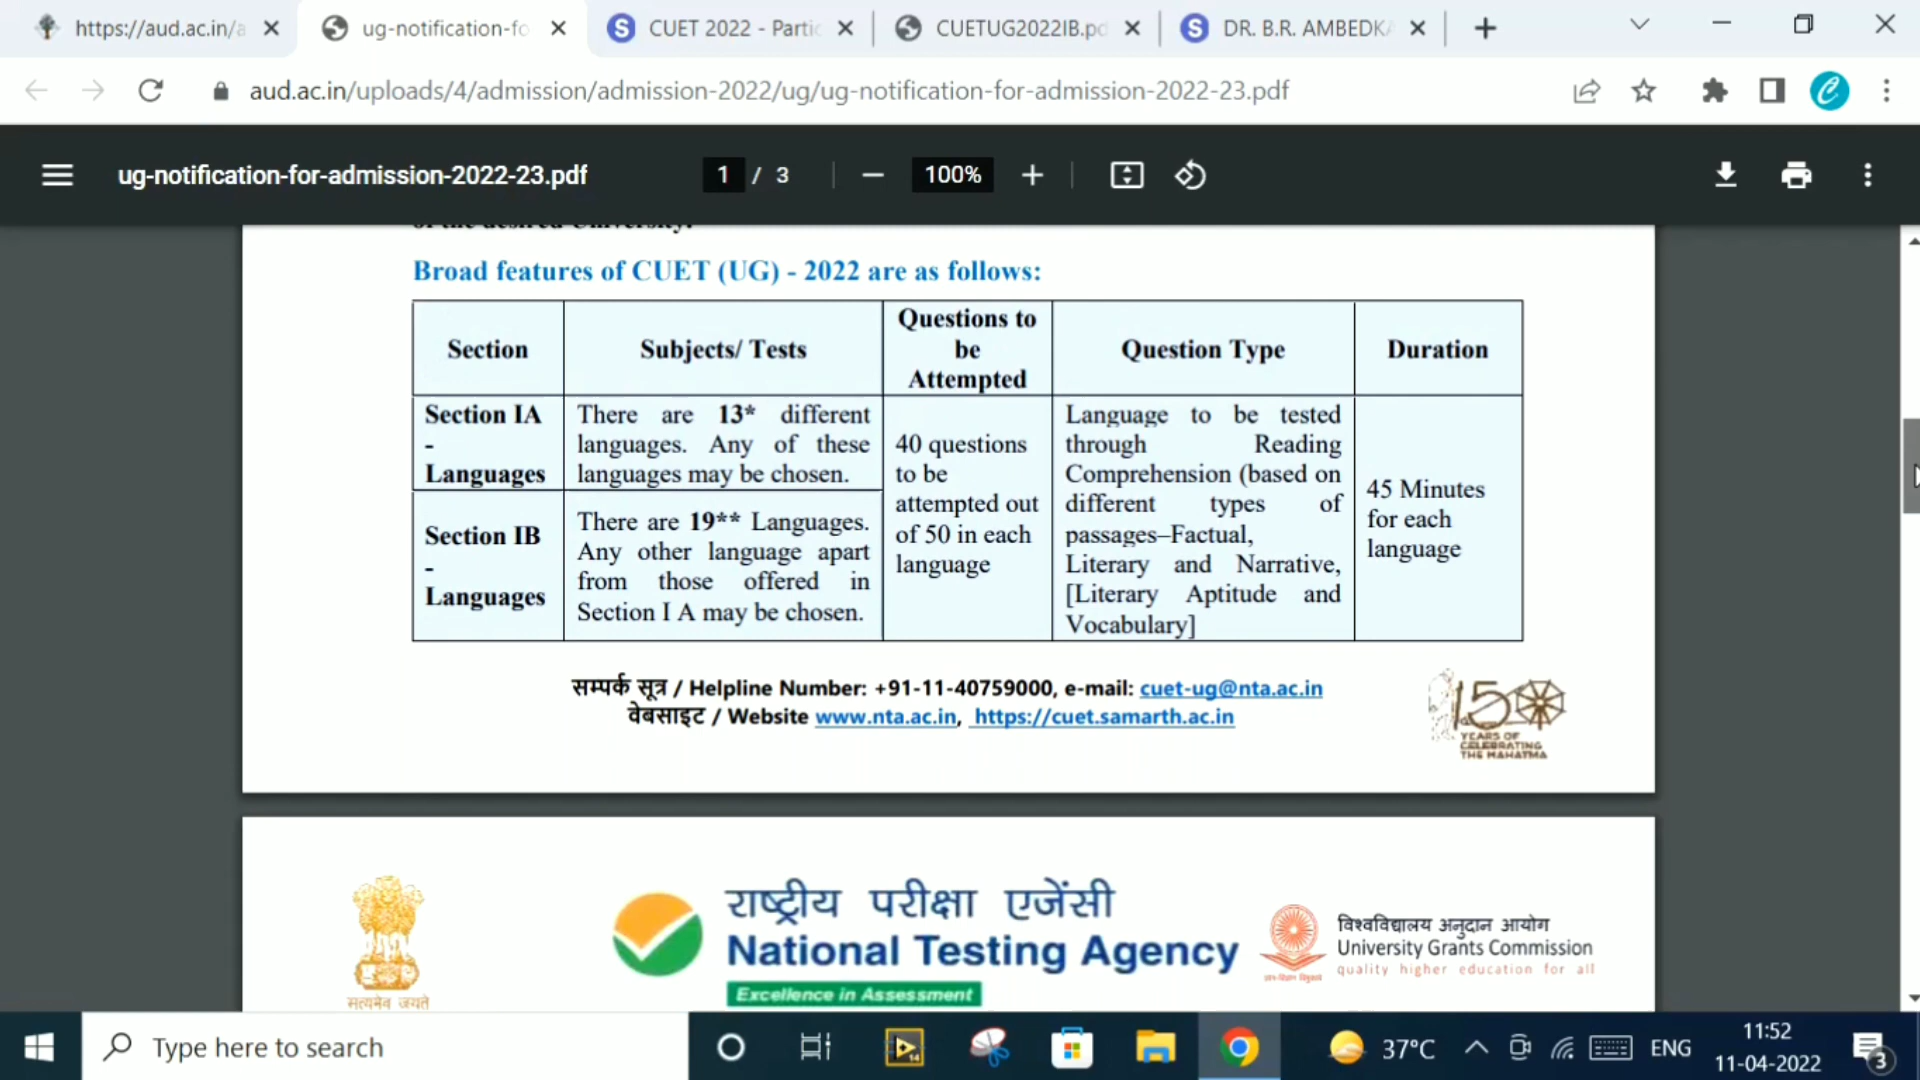 https://aud.ac.in/a
ug-notification-fo
CUET 2022 - Partic
CUETUG2022IB.pd
DR. B.R. AMBEDKA
aud.ac.in/uploads/4/admission/admission-2022/ug/ug-notification-for-admission-2022-23.pdf
ug-notification-for-admission-2022-23.pdf
1 / 3
100%
of the desired University.
Broad features of CUET (UG) - 2022 are as follows:
Section
Subjects/ Tests
Questions to
be
Attempted
Question Type
Duration
Section IA
-
Languages
There are 13* different
languages. Any of these
languages may be chosen.
40 questions
to be
attempted out
of 50 in each
language
Language to be tested
through Reading
Comprehension (based on
different types of
passages–Factual,
Literary and Narrative,
[Literary Aptitude and
Vocabulary]
45 Minutes
for each
language
Section IB
-
Languages
There are 19** Languages.
Any other language apart
from those offered in
Section I A may be chosen.
सम्पर्क सूत्र / Helpline Number: +91-11-40759000, e-mail: cuet-ug@nta.ac.in
वेबसाइट / Website www.nta.ac.in, https://cuet.samarth.ac.in
150
YEARS OF
CELEBRATING
THE MAHATMA
सत्यमेव जयते
राष्ट्रीय परीक्षा एजेंसी
National Testing Agency
Excellence in Assessment
विश्वविद्यालय अनुदान आयोग
University Grants Commission
quality higher education for all
Type here to search
14
37°C
ENG
11:52
11-04-2022
3